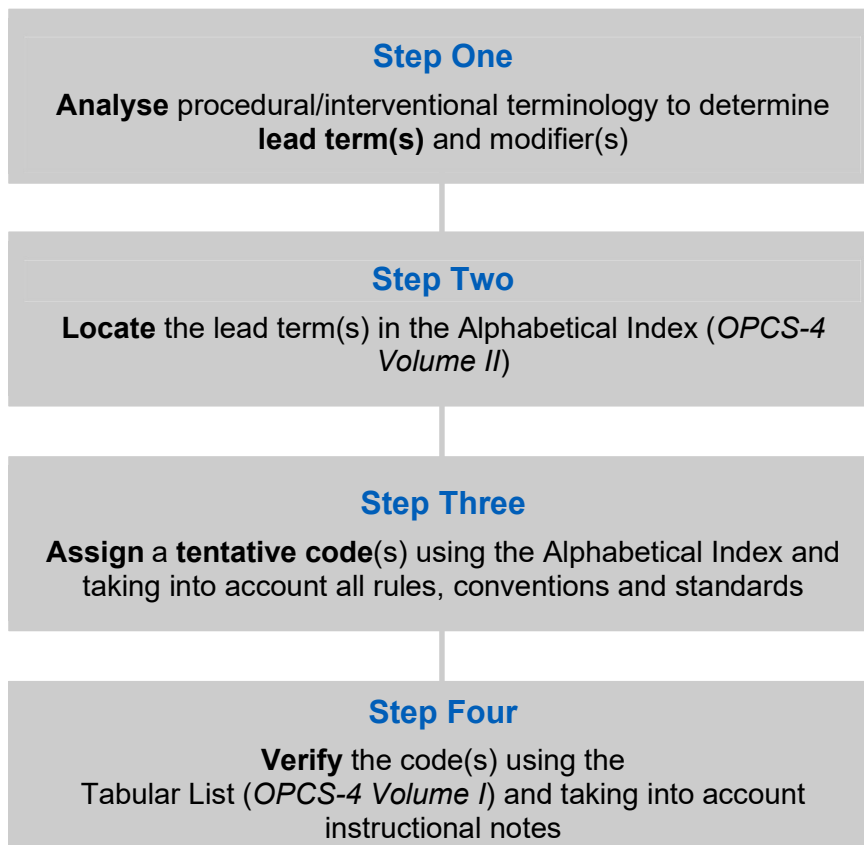 Step One
Analyse procedural/interventional terminology to determine
lead term(s) and modifier(s)
Step Two
Locate the lead term(s) in the Alphabetical Index (OPCS-4
Volume II)
Step Three
Assign a tentative code(s) using the Alphabetical Index and
taking into account all rules, conventions and standards
Step Four
Verify the code(s) using the
Tabular List (OPCS-4 Volume I) and taking into account
instructional notes